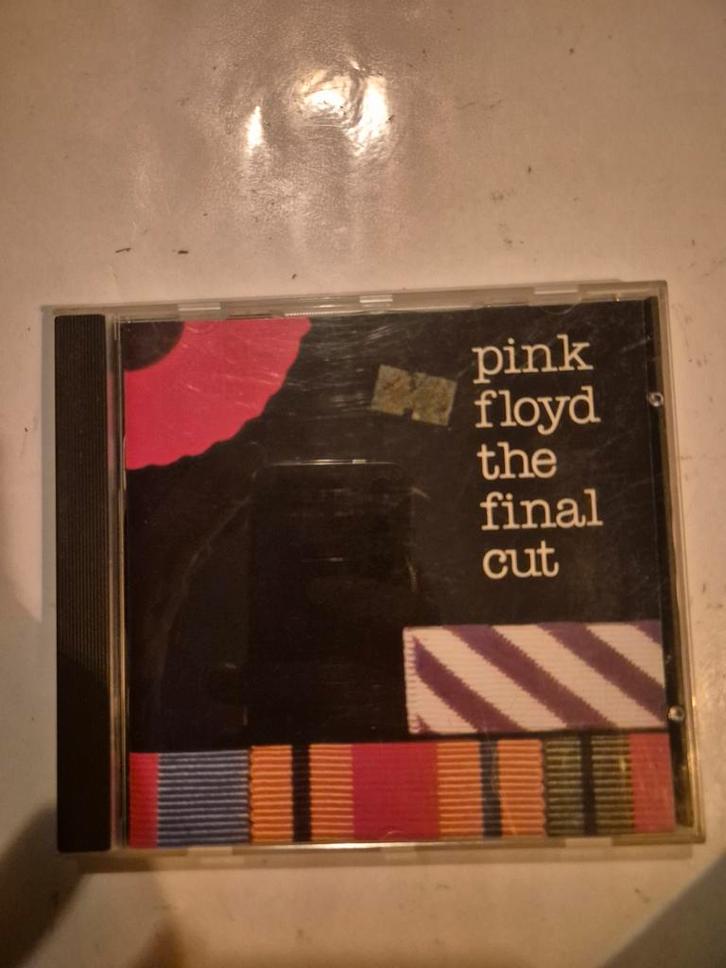 pink
floyd
the
final
cut